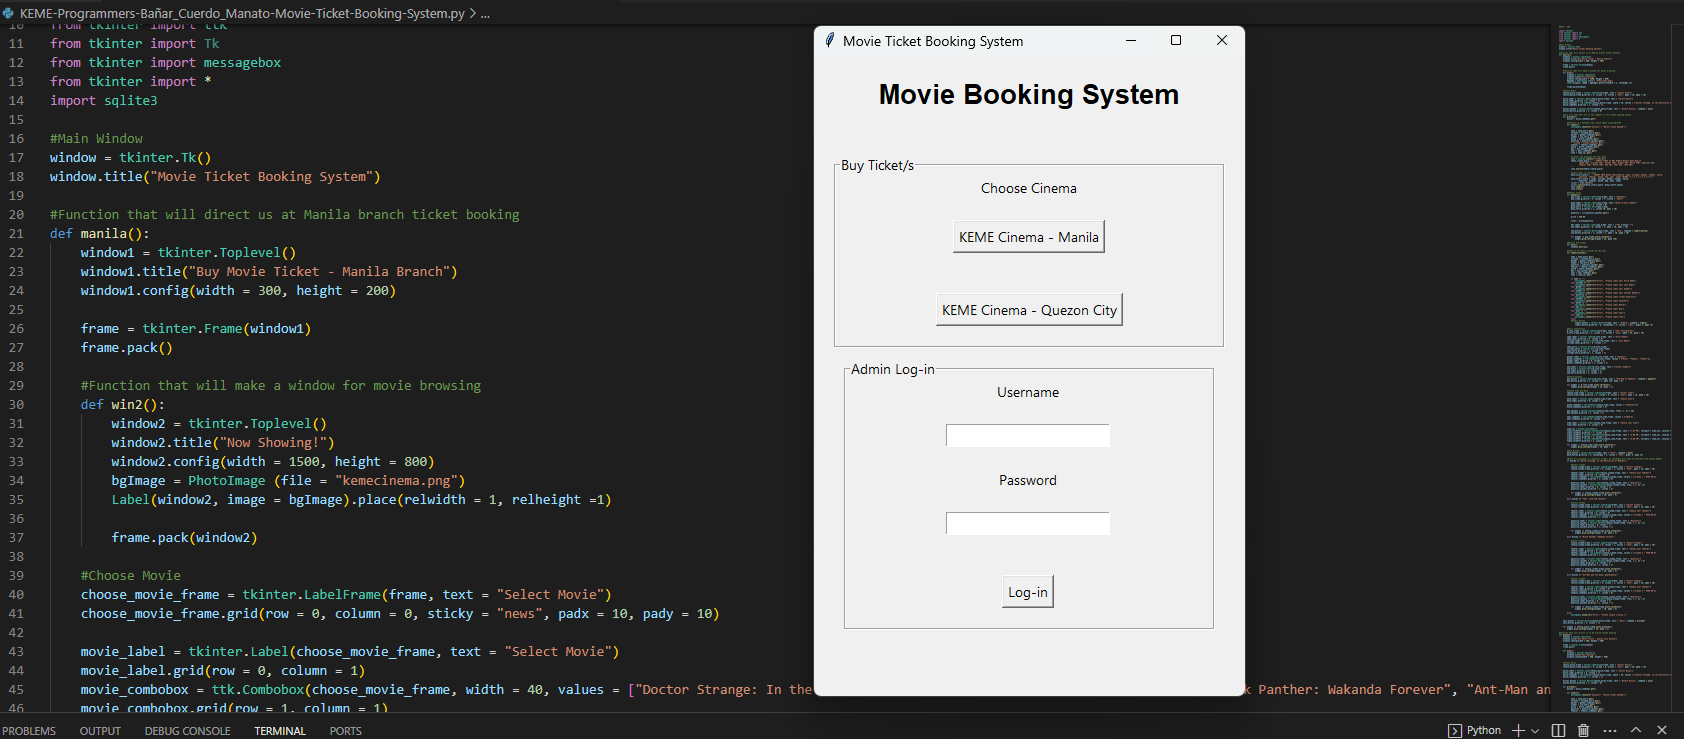 KEME-Programmers-Bañar_Cuerdo_Manato-Movie-Ticket-Booking-System.py > ...
10 from tkinter import ttk
11 from tkinter import Tk
12 from tkinter import messagebox
13 from tkinter import *
14 import sqlite3
15
16 #Main Window
17 window = tkinter.Tk()
18 window.title("Movie Ticket Booking System")
19
20 #Function that will direct us at Manila branch ticket booking
21 def manila():
22 window1 = tkinter.Toplevel()
23 window1.title("Buy Movie Ticket - Manila Branch")
24 window1.config(width = 300, height = 200)
25
26 frame = tkinter.Frame(window1)
27 frame.pack()
28
29 #Function that will make a window for movie browsing
30 def win2():
31 window2 = tkinter.Toplevel()
32 window2.title("Now Showing!")
33 window2.config(width = 1500, height = 800)
34 bgImage = PhotoImage (file = "kemecinema.png")
35 Label(window2, image = bgImage).place(relwidth = 1, relheight =1)
36
37 frame.pack(window2)
38
39 #Choose Movie
40 choose_movie_frame = tkinter.LabelFrame(frame, text = "Select Movie")
41 choose_movie_frame.grid(row = 0, column = 0, sticky = "news", padx = 10, pady = 10)
42
43 movie_label = tkinter.Label(choose_movie_frame, text = "Select Movie")
44 movie_label.grid(row = 0, column = 1)
45 movie_combobox = ttk.Combobox(choose_movie_frame, width = 40, values = ["Doctor Strange: In the k Panther: Wakanda Forever", "Ant-Man an
46 movie_combobox.grid(row = 1, column = 1)
Movie Ticket Booking System
Movie Booking System
Buy Ticket/s
Choose Cinema
KEME Cinema - Manila
KEME Cinema - Quezon City
Admin Log-in
Username
Password
Log-in
PROBLEMS OUTPUT DEBUG CONSOLE TERMINAL PORTS
Python